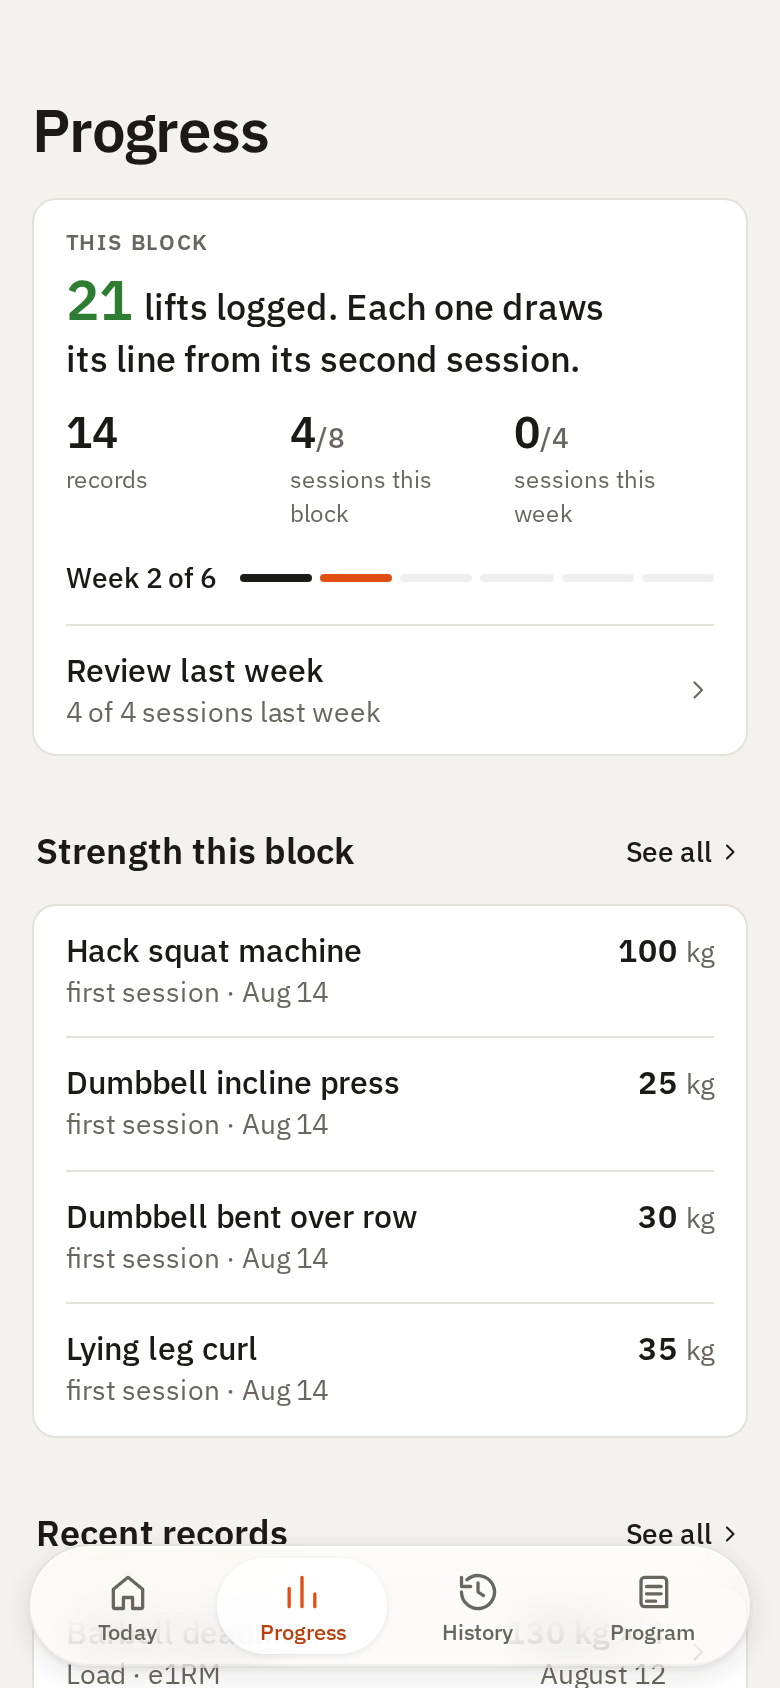 Progress
THIS BLOCK
21 lifts logged. Each one draws
its line from its second session.
14
records
4/8
sessions this
block
0/4
sessions this
week
Week 2 of 6
Review last week
4 of 4 sessions last week
Strength this block
See all
Hack squat machine
100 kg
first session · Aug 14
Dumbbell incline press
25 kg
first session · Aug 14
Dumbbell bent over row
30 kg
first session · Aug 14
Lying leg curl
35 kg
first session · Aug 14
Recent records
See all
Barbell
130 kg
Today
Progress
History
Program
Load · e1RM
August 12